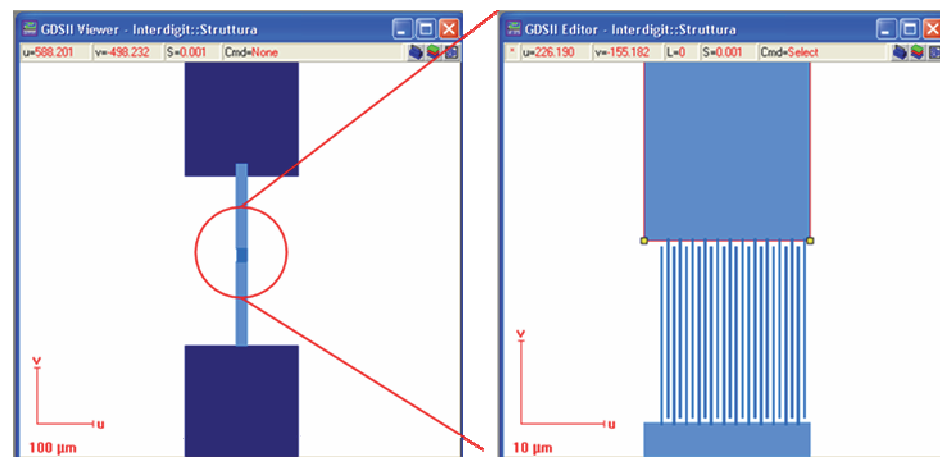 GDSII Viewer - Interdigit::Struttura
u=588.201 v=-498.232 S=0.001 Cmd=None
v
u
100 μm
GDSII Editor - Interdigit::Struttura
* u=226.190 v=-155.182 L=0 S=0.001 Cmd=Select
v
u
10 μm